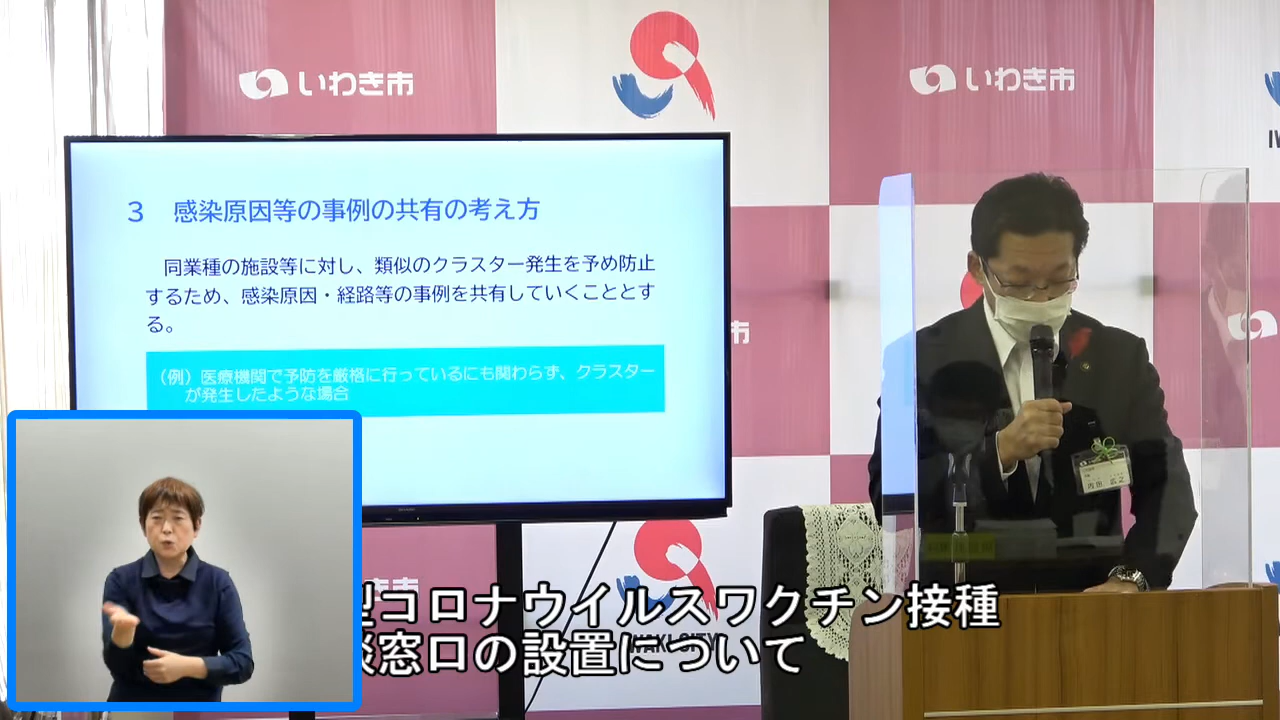 いわき市
いわき市
３　感染原因等の事例の共有の考え方
同業種の施設等に対し、類似のクラスター発生を予め防止
するため、感染原因・経路等の事例を共有していくこととす
る。
（例）医療機関で予防を厳格に行っているにも関わらず、クラスター
が発生したような場合
市
い
き市
IWAKI CITY
型コロナウイルスワクチン接種
談窓口の設置について